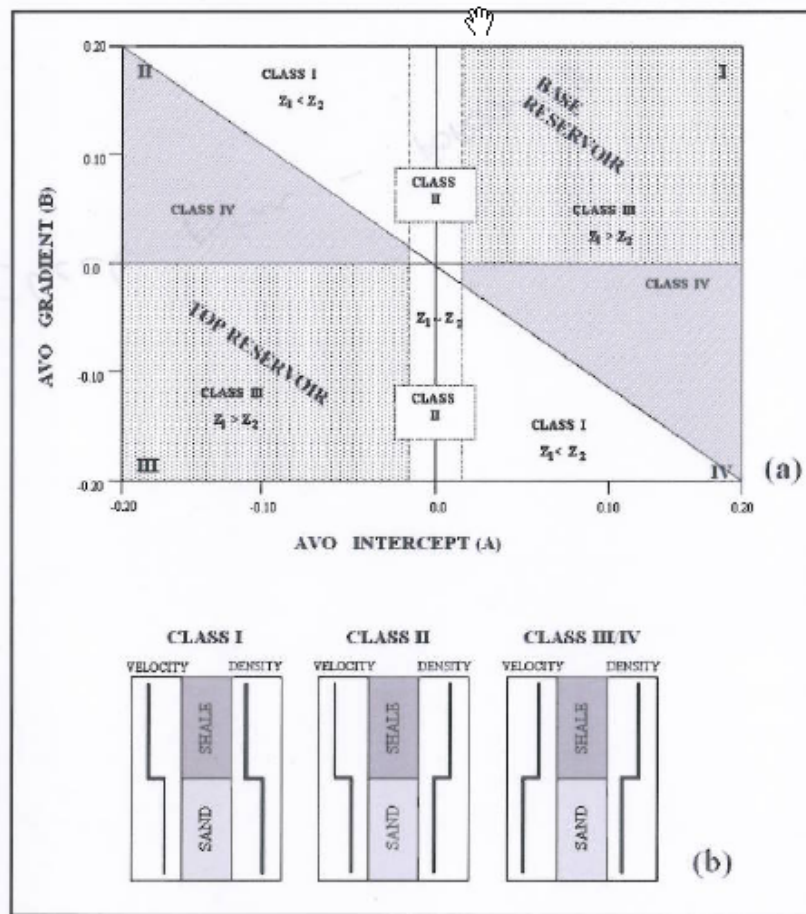 0.20
II
CLASS I
Z1 < Z2
I
BASE
RESERVOIR
0.10
CLASS
II
CLASS IV
CLASS III
Z1 > Z2
AVO GRADIENT (B)
0.0
CLASS IV
TOP RESERVOIR
Z1 ~ Z2
-0.10
CLASS III
Z1 > Z2
CLASS
II
CLASS I
Z1 < Z2
III
IV
(a)
-0.20
-0.20
-0.10
0.0
0.10
0.20
AVO INTERCEPT (A)
CLASS I
CLASS II
CLASS III/IV
VELOCITY
DENSITY
VELOCITY
DENSITY
VELOCITY
DENSITY
SHALE
SHALE
SHALE
SAND
SAND
SAND
(b)